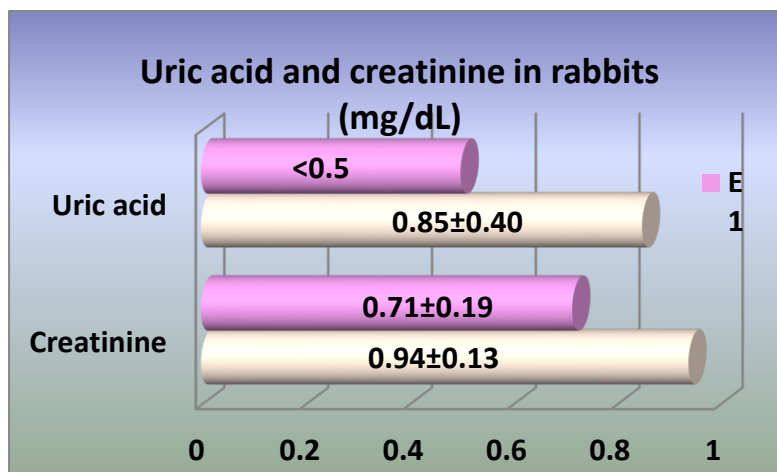 Uric acid and creatinine in rabbits
(mg/dL)
Uric acid
<0.5
0.85±0.40
E
1
Creatinine
0.71±0.19
0.94±0.13
0 0.2 0.4 0.6 0.8 1